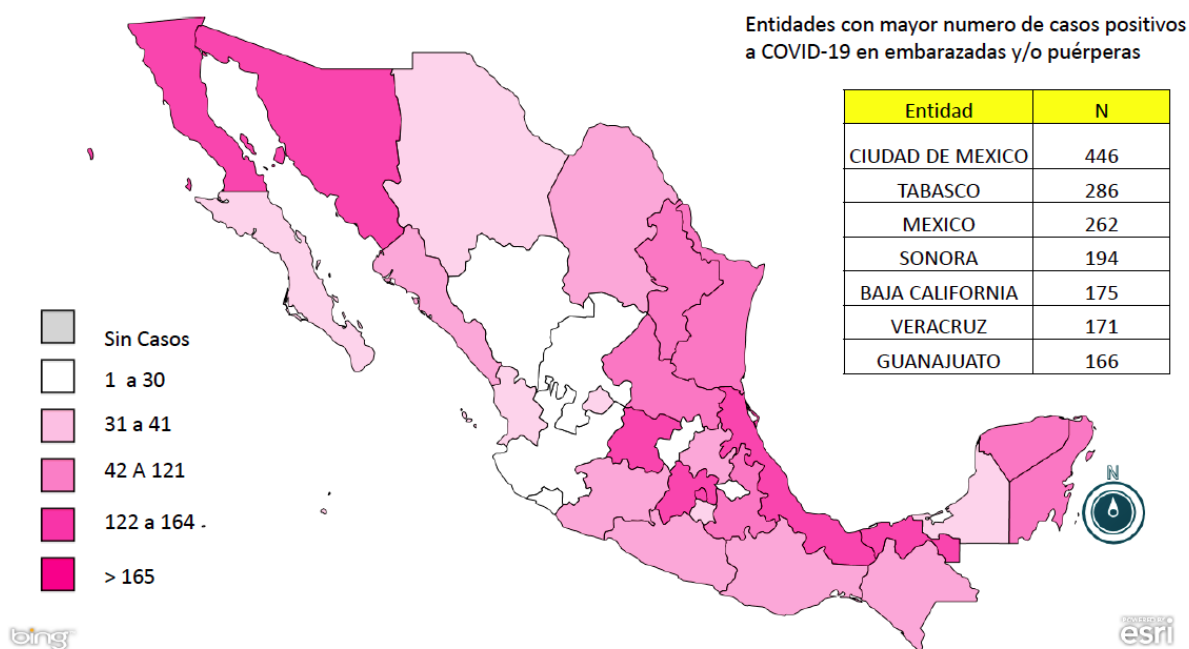 Entidades con mayor numero de casos positivos
a COVID-19 en embarazadas y/o puérperas
Entidad N
CIUDAD DE MEXICO 446
TABASCO 286
MEXICO 262
SONORA 194
BAJA CALIFORNIA 175
VERACRUZ 171
GUANAJUATO 166
Sin Casos
1 a 30
31 a 41
42 A 121
122 a 164 .
> 165
N
bing
POWERED BY
esri